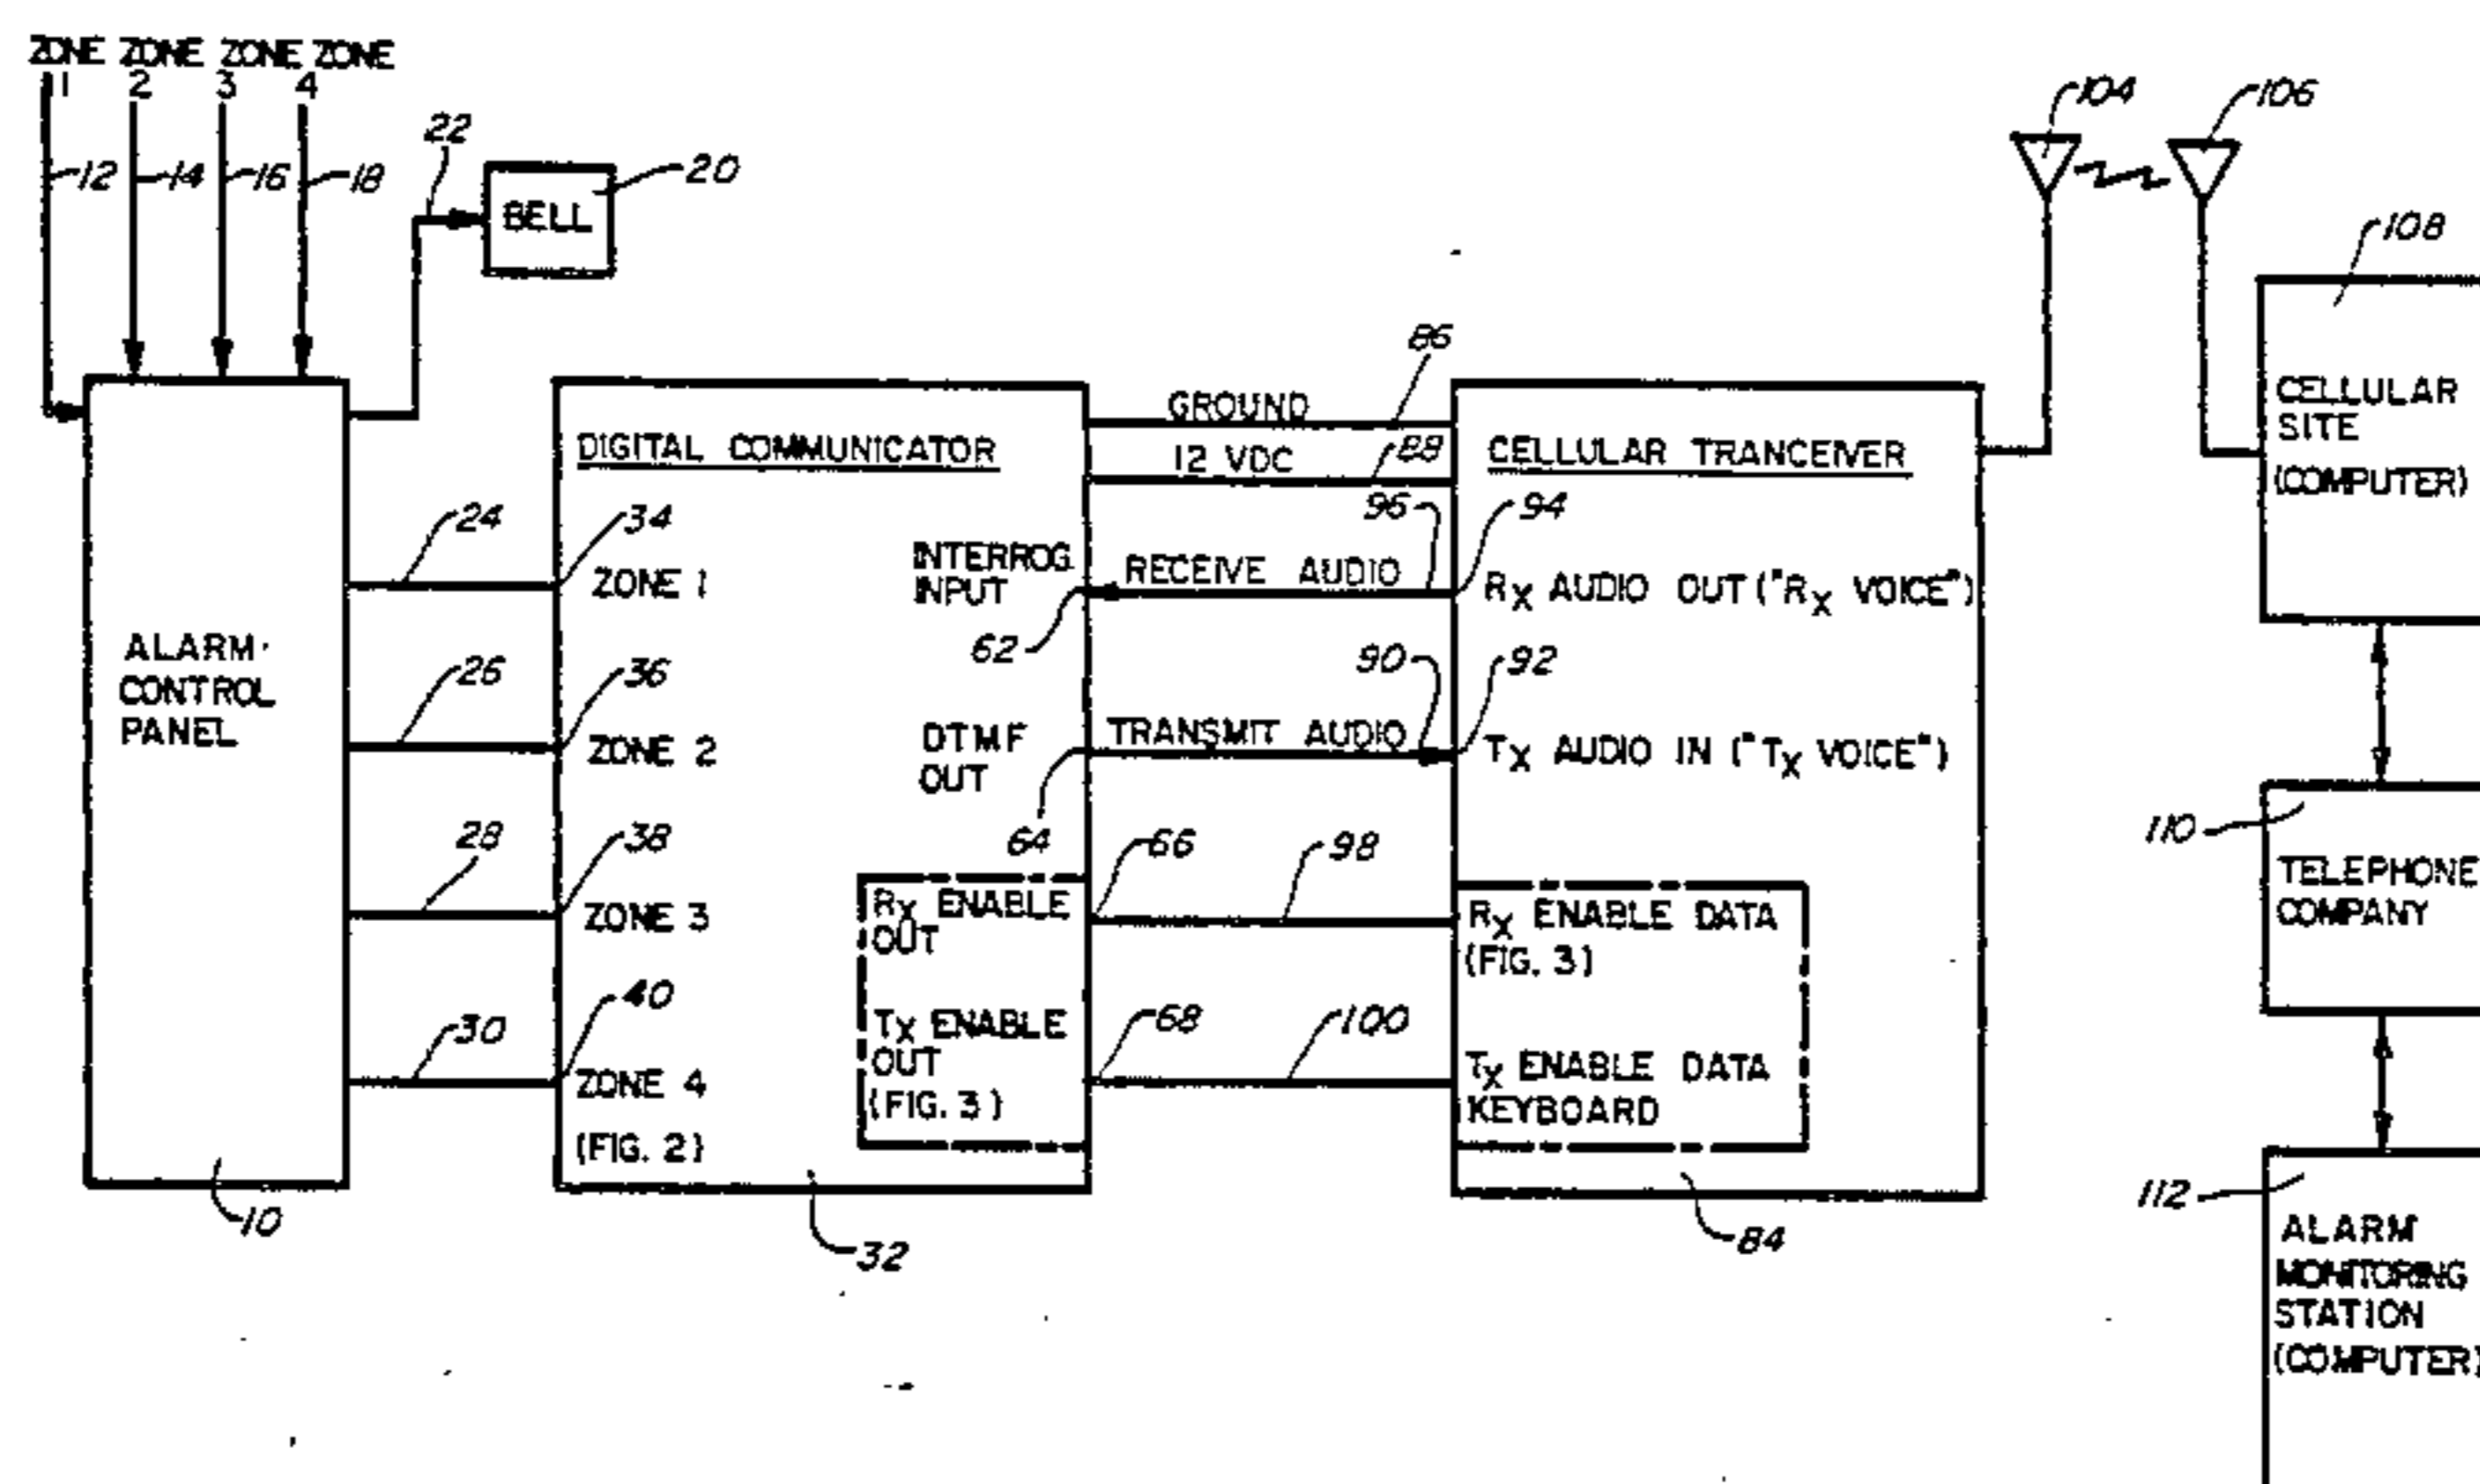 ZONE ZONE ZONE ZONE
1 2 3 4
12 14 16 18
22
20
BELL
104
106
108
CELLULAR
SITE
(COMPUTER)
86
GROUND
12 VDC
88
DIGITAL COMMUNICATOR
CELLULAR TRANCEIVER
24
34
96
94
ZONE 1
INTERROG
INPUT
RECEIVE AUDIO
RX AUDIO OUT ("RX VOICE")
62
ALARM
CONTROL
PANEL
26
36
90
92
ZONE 2
DTMF
OUT
TRANSMIT AUDIO
TX AUDIO IN ("TX VOICE")
64
28
38
66
98
110
TELEPHONE
COMPANY
ZONE 3
RX ENABLE
OUT
RX ENABLE DATA
(FIG. 3)
30
40
68
100
ZONE 4
(FIG. 2)
TX ENABLE
OUT
(FIG. 3)
TX ENABLE DATA
KEYBOARD
10
32
84
112
ALARM
MONITORING
STATION
(COMPUTER)